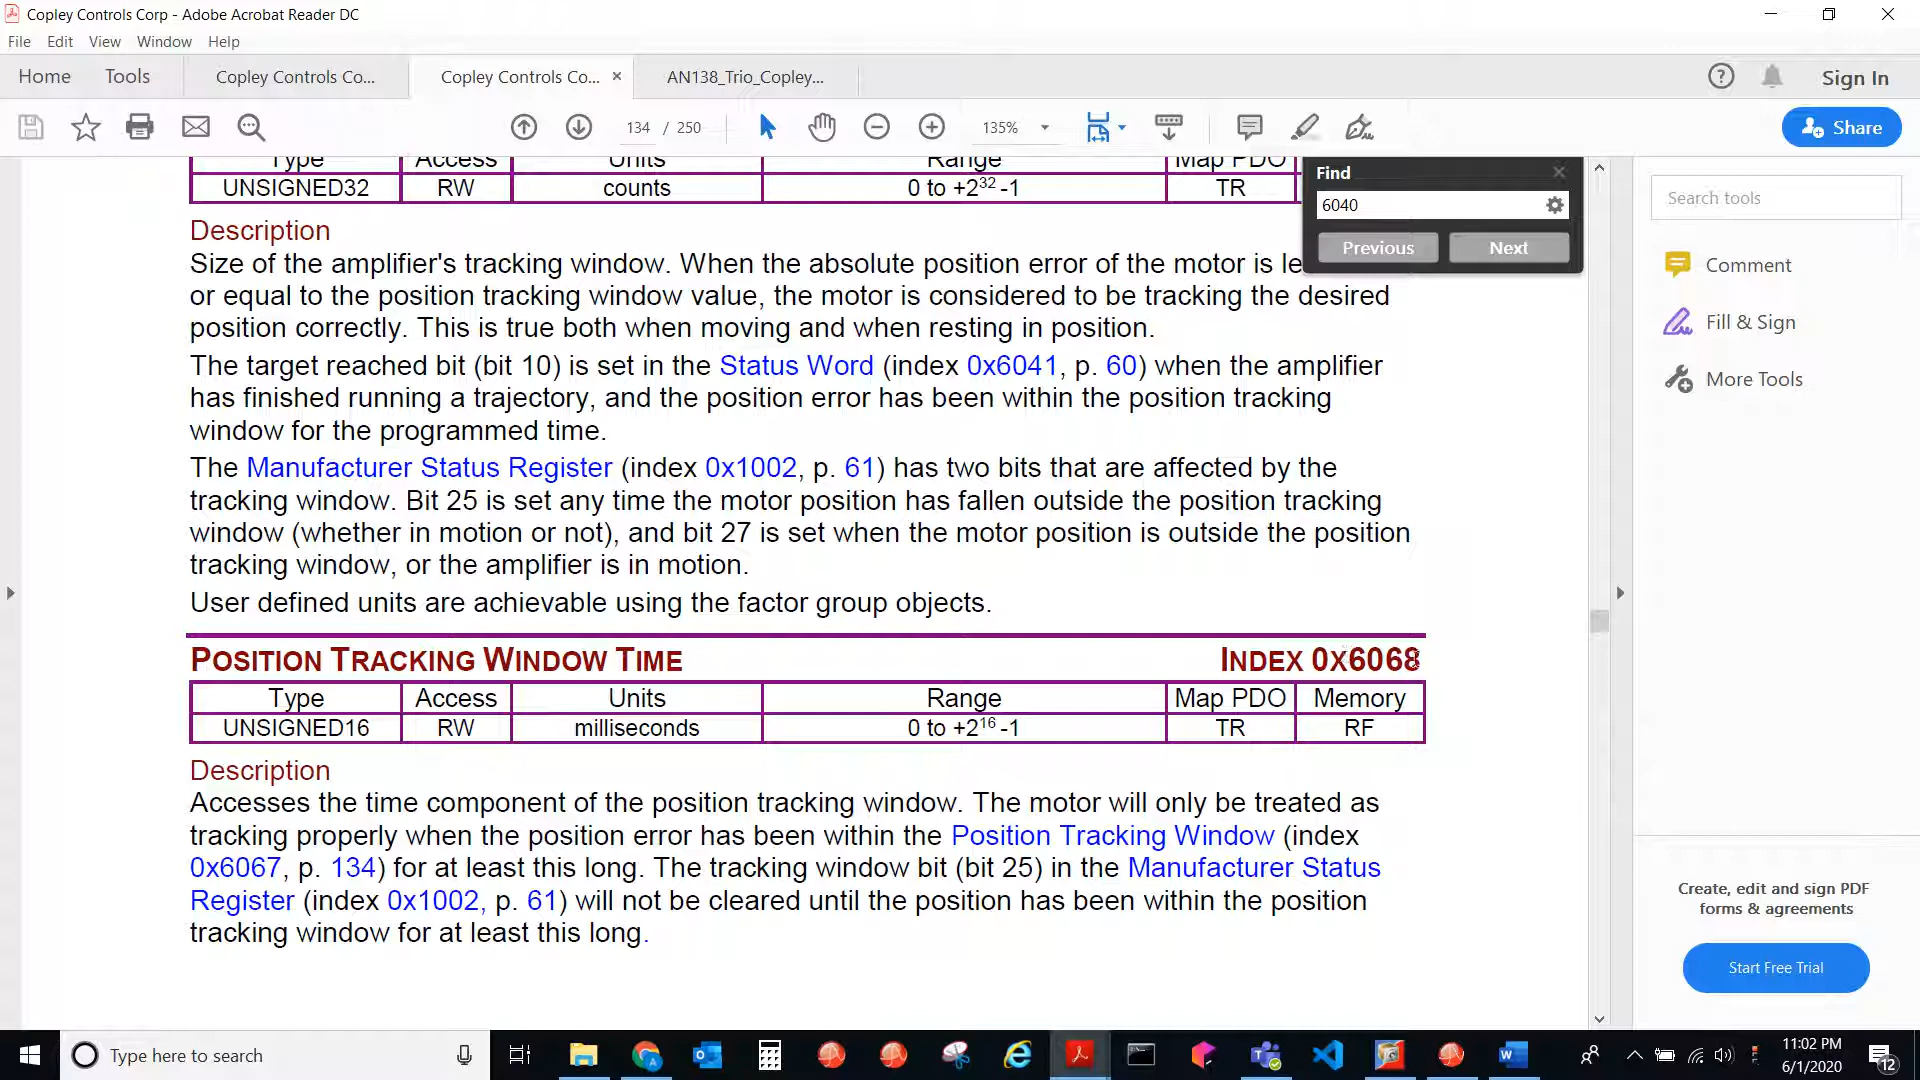 Copley Controls Corp - Adobe Acrobat Reader DC
File Edit View Window Help
Home Tools Copley Controls Co... Copley Controls Co... × AN138_Trio_Copley... Sign In
134 / 250 135% Share
Type Access Units Range Map PDO
UNSIGNED32 RW counts 0 to +2³² -1 TR
Find
6040
Previous Next
Description
Size of the amplifier's tracking window. When the absolute position error of the motor is le
or equal to the position tracking window value, the motor is considered to be tracking the desired
position correctly. This is true both when moving and when resting in position.
The target reached bit (bit 10) is set in the Status Word (index 0x6041, p. 60) when the amplifier
has finished running a trajectory, and the position error has been within the position tracking
window for the programmed time.
The Manufacturer Status Register (index 0x1002, p. 61) has two bits that are affected by the
tracking window. Bit 25 is set any time the motor position has fallen outside the position tracking
window (whether in motion or not), and bit 27 is set when the motor position is outside the position
tracking window, or the amplifier is in motion.
User defined units are achievable using the factor group objects.
POSITION TRACKING WINDOW TIME INDEX 0X6068
Type Access Units Range Map PDO Memory
UNSIGNED16 RW milliseconds 0 to +2¹⁶ -1 TR RF
Description
Accesses the time component of the position tracking window. The motor will only be treated as
tracking properly when the position error has been within the Position Tracking Window (index
0x6067, p. 134) for at least this long. The tracking window bit (bit 25) in the Manufacturer Status
Register (index 0x1002, p. 61) will not be cleared until the position has been within the position
tracking window for at least this long.
Search tools
Comment
Fill & Sign
More Tools
Create, edit and sign PDF
forms & agreements
Start Free Trial
Type here to search
11:02 PM
6/1/2020
12